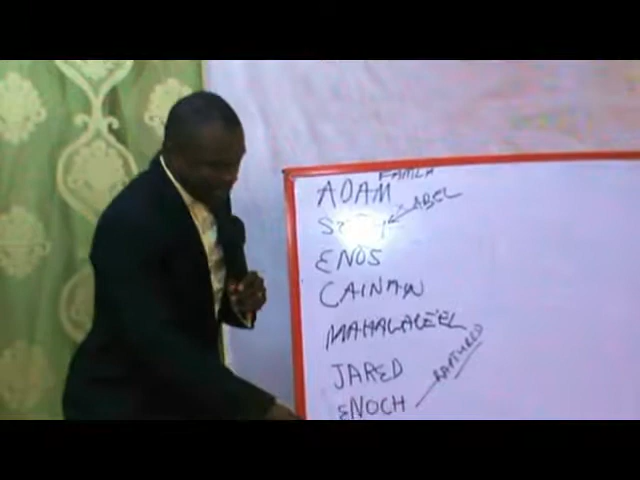 ADAM
ABEL
ENOS
CAINAN
MAHALALEEL
JARED
RAPTURED
ENOCH